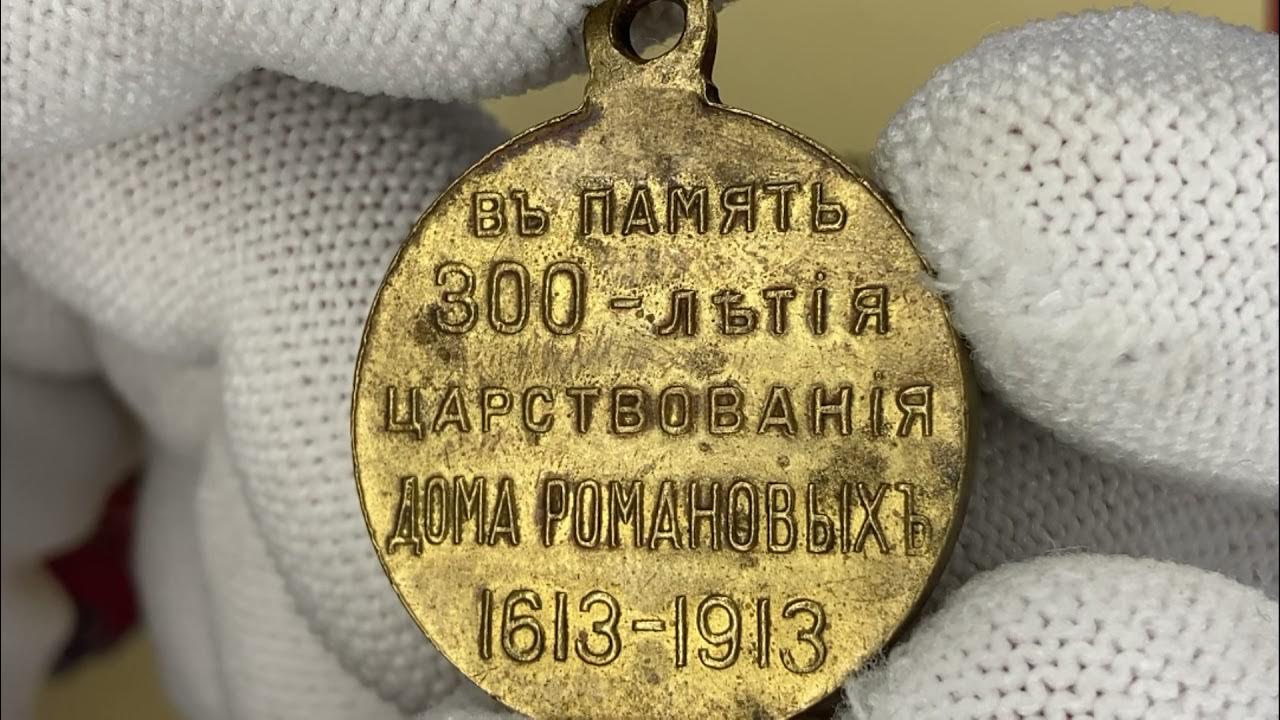 ВЪ ПАМЯТЬ
300-ЛѢТІЯ
ЦАРСТВОВАНІЯ
ДОМА РОМАНОВЫХЪ
1613-1913